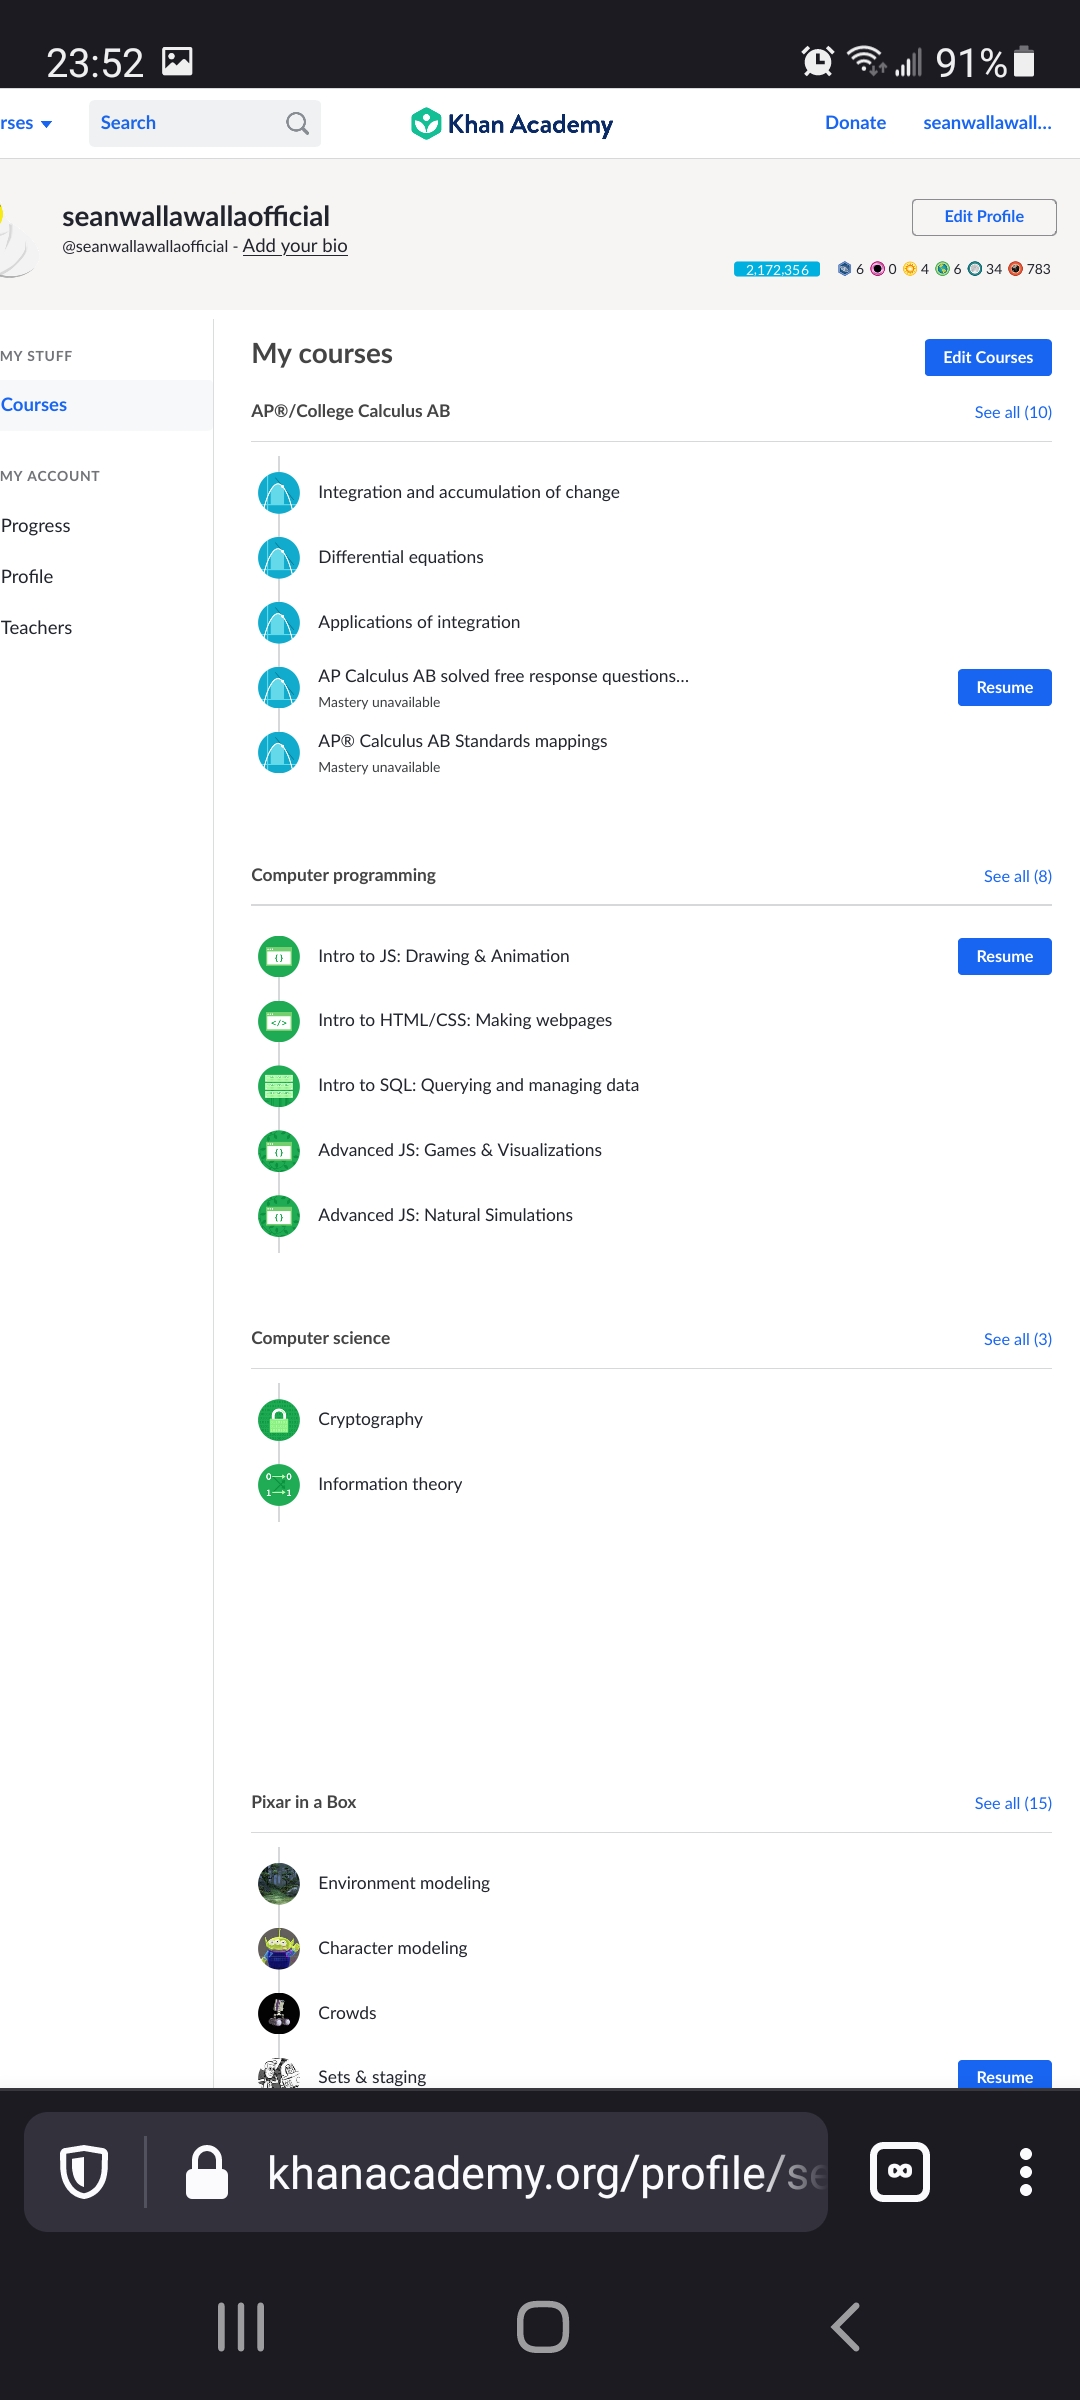 23:52 91%
rses Search Khan Academy Donate seanwallawall...
seanwallawallaofficial
@seanwallawallaofficial - Add your bio
Edit Profile
2,172,356 6 0 4 6 34 783
MY STUFF
Courses
MY ACCOUNT
Progress
Profile
Teachers
My courses
Edit Courses
AP®/College Calculus AB See all (10)
Integration and accumulation of change
Differential equations
Applications of integration
AP Calculus AB solved free response questions...
Mastery unavailable
Resume
AP® Calculus AB Standards mappings
Mastery unavailable
Computer programming See all (8)
Intro to JS: Drawing & Animation Resume
Intro to HTML/CSS: Making webpages
Intro to SQL: Querying and managing data
Advanced JS: Games & Visualizations
Advanced JS: Natural Simulations
Computer science See all (3)
Cryptography
Information theory
Pixar in a Box See all (15)
Environment modeling
Character modeling
Crowds
Sets & staging Resume
khanacademy.org/profile/se
∞